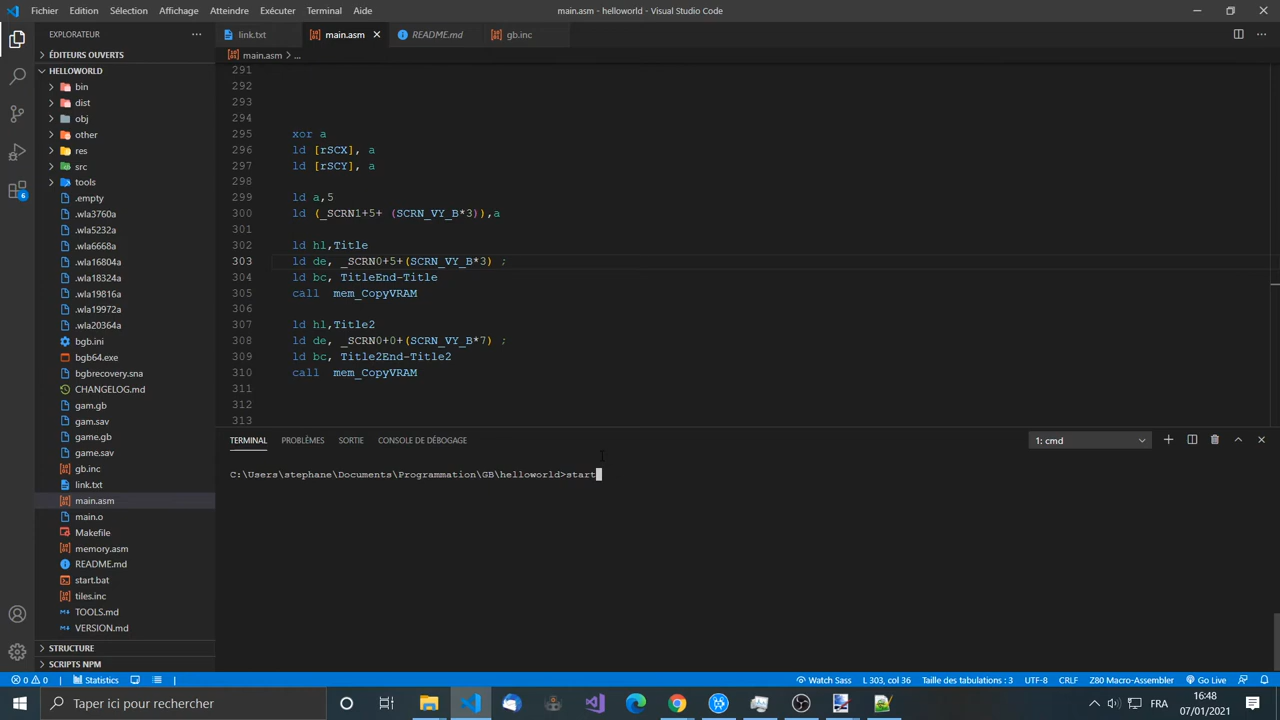 Fichier Edition Sélection Affichage Atteindre Exécuter Terminal Aide main.asm - helloworld - Visual Studio Code
EXPLORATEUR ···
link.txt main.asm README.md gb.inc
ÉDITEURS OUVERTS
main.asm > ...
HELLOWORLD
bin
dist
obj
other
res
src
tools
.empty
.wla3760a
.wla5232a
.wla6668a
.wla16804a
.wla18324a
.wla19816a
.wla19972a
.wla20364a
bgb.ini
bgb64.exe
bgbrecovery.sna
CHANGELOG.md
gam.gb
gam.sav
game.gb
game.sav
gb.inc
link.txt
main.asm
main.o
Makefile
memory.asm
README.md
start.bat
tiles.inc
TOOLS.md
VERSION.md
STRUCTURE
SCRIPTS NPM
6
291
292
293
294
295 xor a
296 ld [rSCX], a
297 ld [rSCY], a
298
299 ld a,5
300 ld (_SCRN1+5+ (SCRN_VY_B*3)),a
301
302 ld hl,Title
303 ld de, _SCRN0+5+(SCRN_VY_B*3) ;
304 ld bc, TitleEnd-Title
305 call mem_CopyVRAM
306
307 ld hl,Title2
308 ld de, _SCRN0+0+(SCRN_VY_B*7) ;
309 ld bc, Title2End-Title2
310 call mem_CopyVRAM
311
312
313
TERMINAL PROBLÈMES SORTIE CONSOLE DE DÉBOGAGE 1: cmd
C:\Users\stephane\Documents\Programmation\GB\helloworld>start
0 0 Statistics Watch Sass L 303, col 36 Taille des tabulations : 3 UTF-8 CRLF Z80 Macro-Assembler Go Live
Taper ici pour rechercher FRA 16:48
07/01/2021